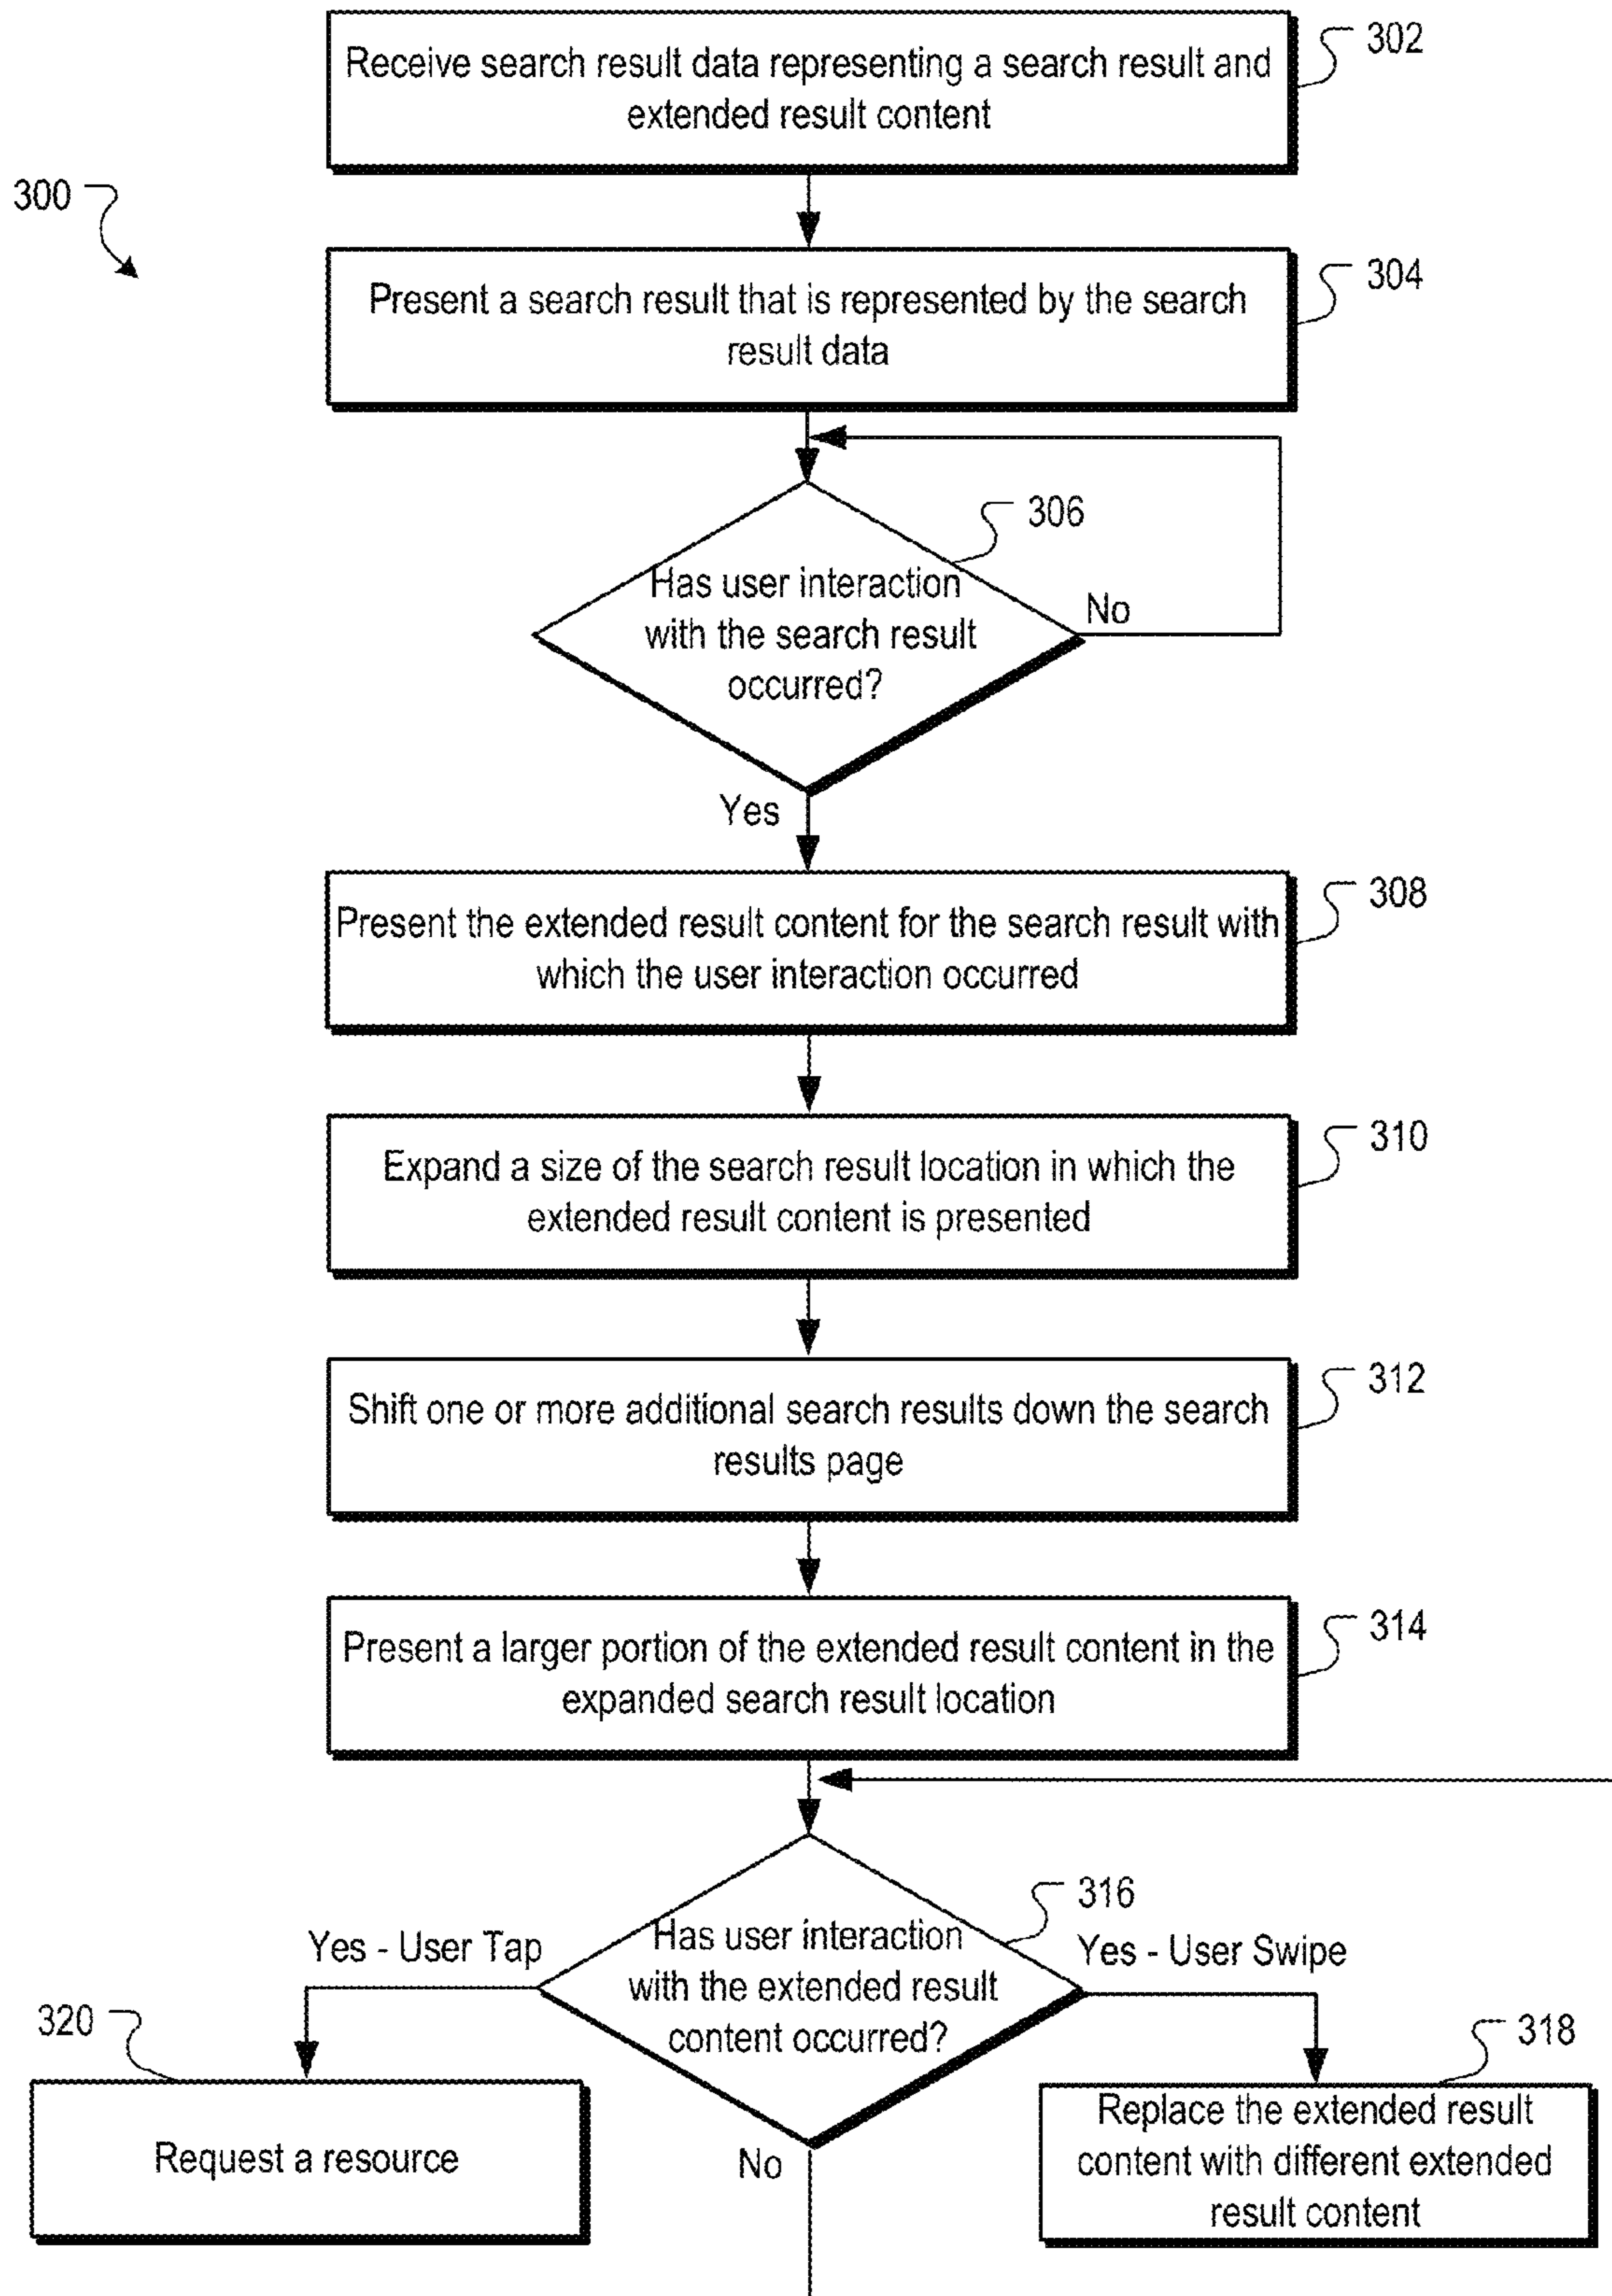 302
Receive search result data representing a search result and
extended result content
300
304
Present a search result that is represented by the search
result data
306
Has user interaction
with the search result
occurred?
No
Yes
308
Present the extended result content for the search result with
which the user interaction occurred
310
Expand a size of the search result location in which the
extended result content is presented
312
Shift one or more additional search results down the search
results page
314
Present a larger portion of the extended result content in the
expanded search result location
316
Has user interaction
with the extended result
content occurred?
Yes - User Tap
Yes - User Swipe
320
318
Request a resource
No
Replace the extended result
content with different extended
result content